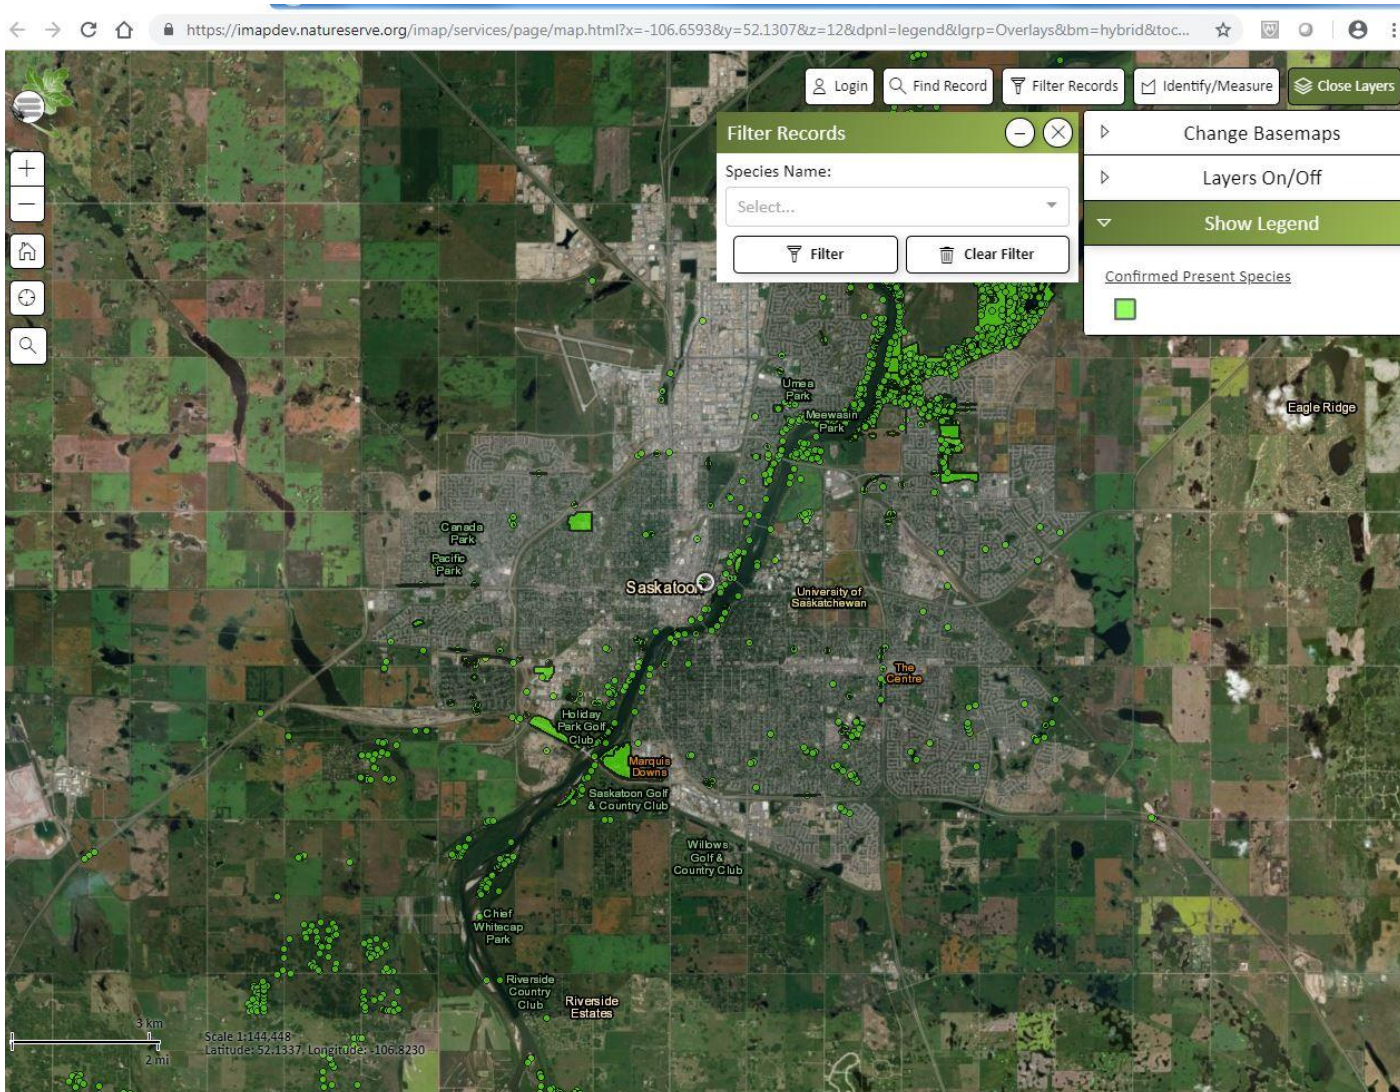 https://imapdev.natureserve.org/imap/services/page/map.html?x=-106.6593&y=52.1307&z=12&dpnl=legend&lgrp=Overlays&bm=hybrid&toc...
Login
Find Record
Filter Records
Identify/Measure
Close Layers
Filter Records
Species Name:
Select...
Filter
Clear Filter
Change Basemaps
Layers On/Off
Show Legend
Confirmed Present Species
Umea
Park
Meewasin
Park
Eagle Ridge
Canada
Park
Pacific
Park
Saskatoon
University of
Saskatchewan
The
Centre
Holiday
Park Golf
Club
Marquis
Downs
Saskatoon Golf
& Country Club
Willows
Golf &
Country Club
Chief
Whitecap
Park
Riverside
Country
Club
Riverside
Estates
3 km
2 mi
Scale 1:144,448
Latitude: 52.1337, Longitude: -106.8230